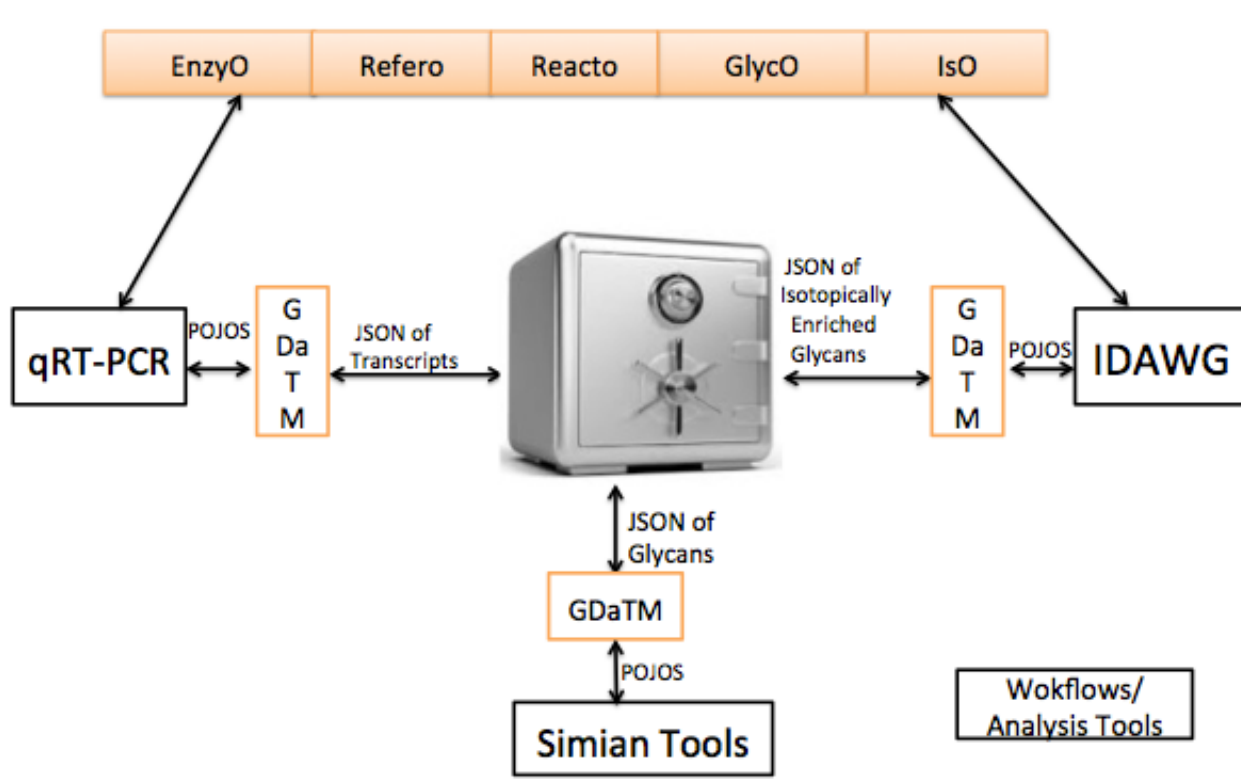 EnzyO Refero Reacto GlycO IsO
qRT-PCR
POJOS
G
Da
T
M
JSON of
Transcripts
JSON of
Isotopically
Enriched
Glycans
G
Da
T
M
POJOS
IDAWG
JSON of
Glycans
GDaTM
POJOS
Simian Tools
Wokflows/
Analysis Tools